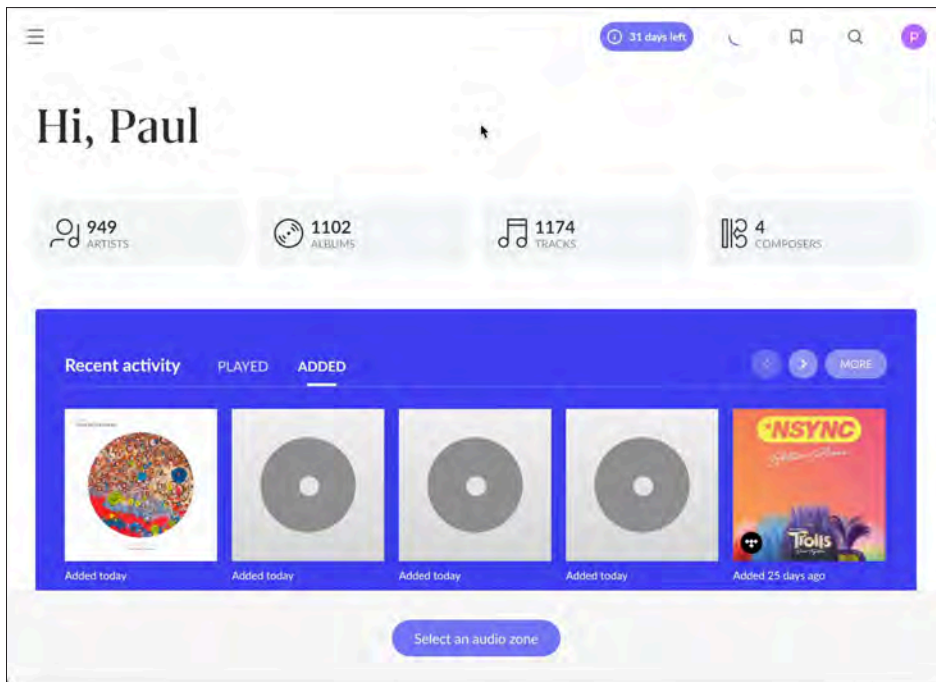 31 days left
P
Hi, Paul
949
ARTISTS
1102
ALBUMS
1174
TRACKS
4
COMPOSERS
Recent activity PLAYED ADDED MORE
*NSYNC
Trolls
Added today
Added today
Added today
Added today
Added 25 days ago
Select an audio zone